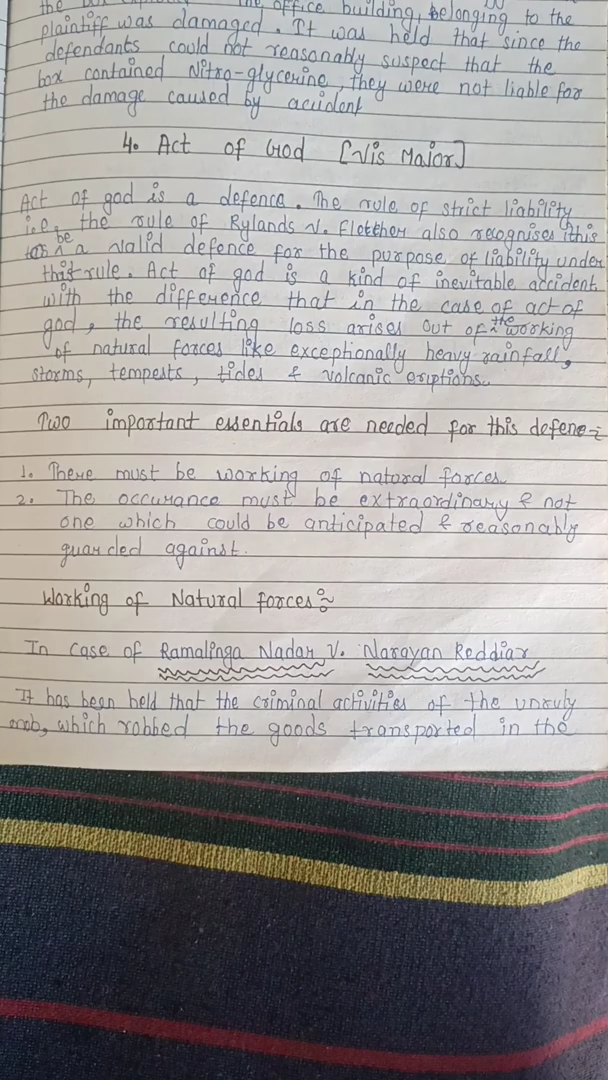 the office building, belonging to the
plaintiff was damaged. It was held that since the
defendants could not reasonably suspect that the
box contained Nitro-glycerine, they were not liable for
the damage caused by acident
4. Act of God [Vis Major]
Act of god is a defence. The rule of strict liability
i.e. the rule of Rylands v. Fletcher also recognises this
to be a valid defence for the purpose of liability under
this rule. Act of god is a kind of inevitable accident
with the difference that in the case of act of
god, the resulting loss arises out of the working
of natural forces like exceptionally heavy rainfall,
storms, tempests, tides & volcanic eruptions.
Two important essentials are needed for this defence
1. There must be working of natural forces
2. The occurance must be extraordinary & not
one which could be anticipated & reasonably
guarded against.
Working of Natural forces:
In case of Ramalinga Nadar V. Narayan Reddiar
It has been held that the criminal activities of the unruly
mob, which robbed the goods transported in the